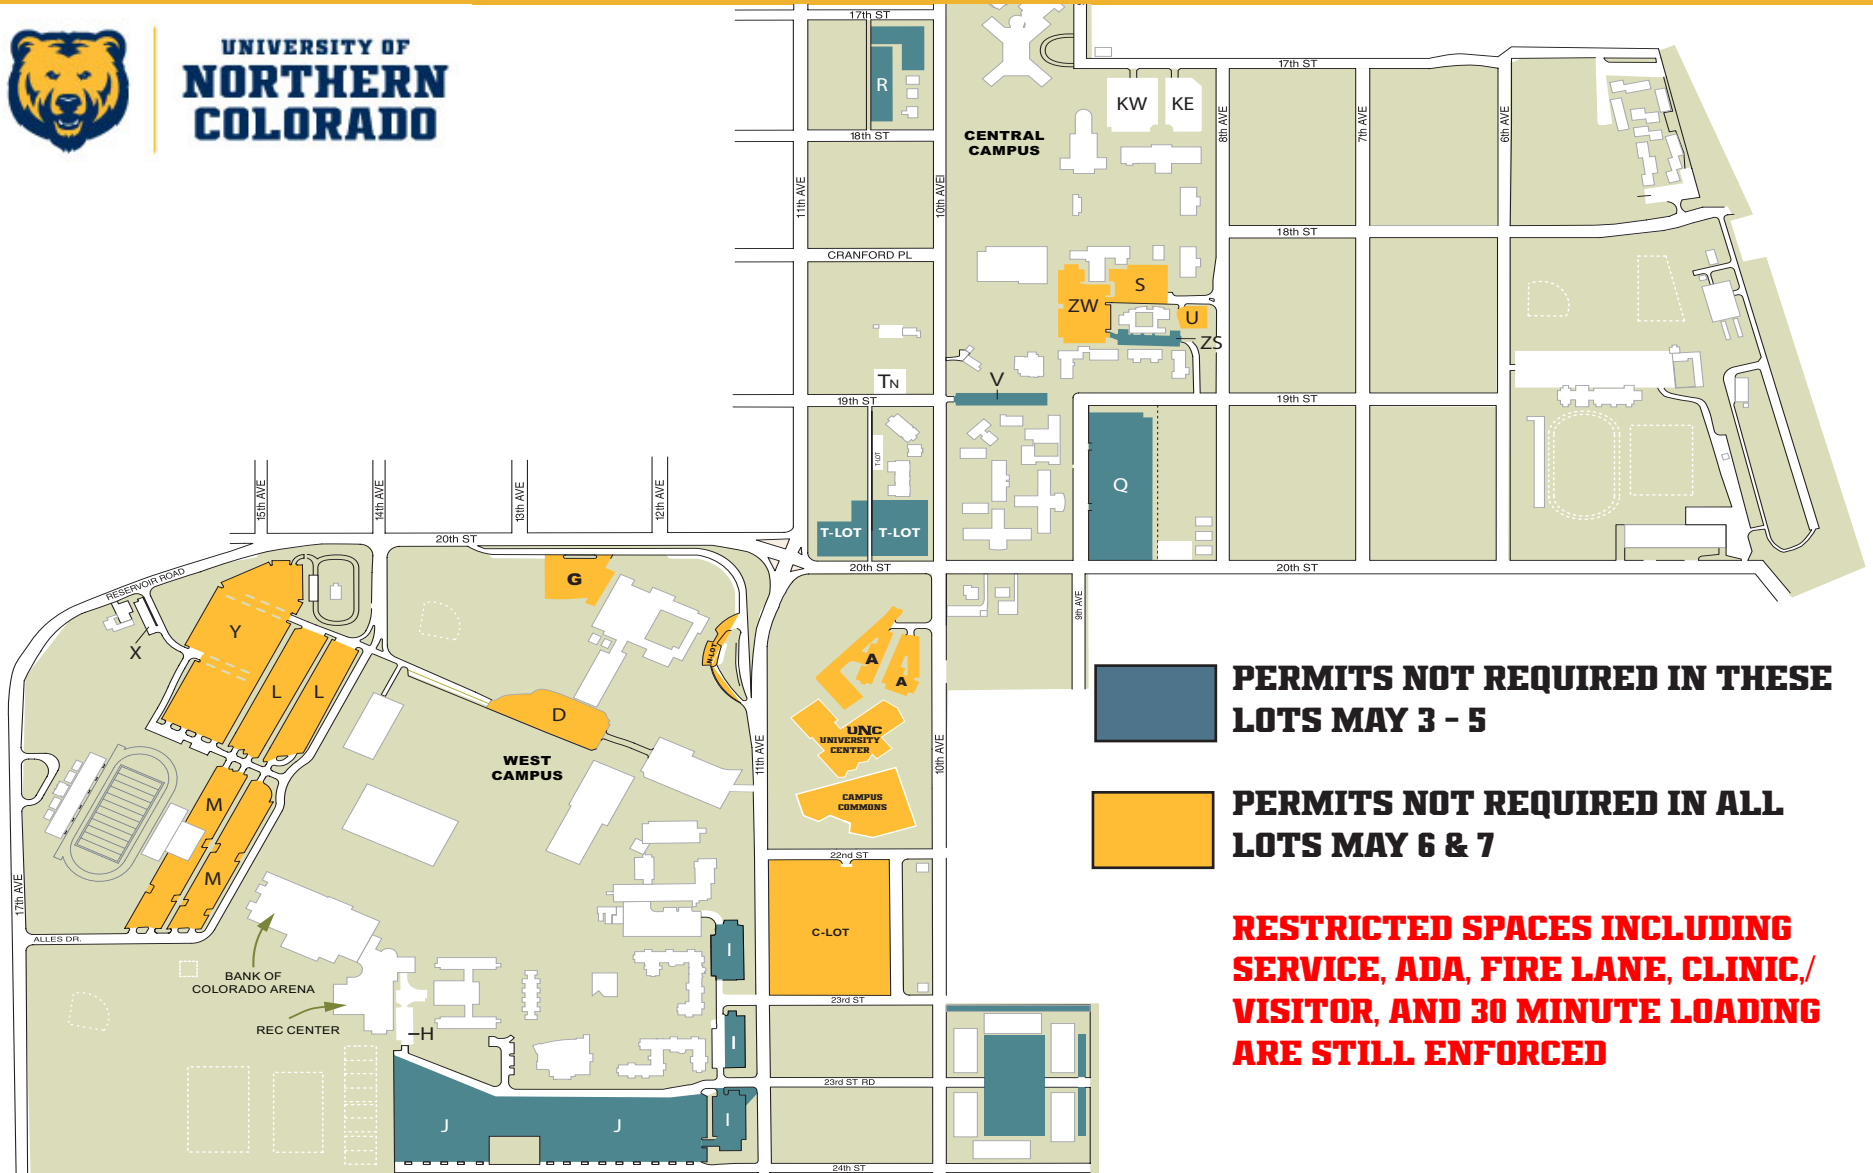 UNIVERSITY OF
NORTHERN
COLORADO
17th ST
R
18th ST
11th AVE
10th AVE
CRANFORD PL
CENTRAL
CAMPUS
KW
KE
17th ST
8th AVE
7th AVE
6th AVE
18th ST
S
ZW
U
ZS
TN
V
19th ST
19th ST
T-LOT
Q
T-LOT
T-LOT
15th AVE
14th AVE
13th AVE
12th AVE
20th ST
20th ST
20th ST
RESERVOIR ROAD
G
9th AVE
Y
X
N-LOT
A
A
L
L
D
UNC
UNIVERSITY
CENTER
WEST
CAMPUS
11th AVE
10th AVE
CAMPUS
COMMONS
M
M
22nd ST
17th AVE
ALLES DR.
C-LOT
I
BANK OF
COLORADO ARENA
REC CENTER
H
23rd ST
I
23rd ST RD
J
J
I
24th ST
PERMITS NOT REQUIRED IN THESE
LOTS MAY 3 - 5
PERMITS NOT REQUIRED IN ALL
LOTS MAY 6 & 7
RESTRICTED SPACES INCLUDING
SERVICE, ADA, FIRE LANE, CLINIC,/
VISITOR, AND 30 MINUTE LOADING
ARE STILL ENFORCED